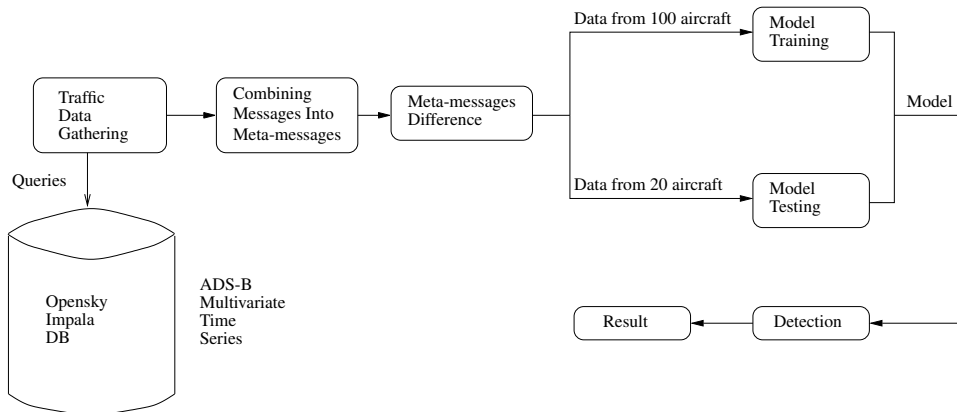 Traffic
Data
Gathering
Combining
Messages Into
Meta-messages
Meta-messages
Difference
Data from 100 aircraft
Model
Training
Model
Data from 20 aircraft
Model
Testing
Queries
Opensky
Impala
DB
ADS-B
Multivariate
Time
Series
Result
Detection